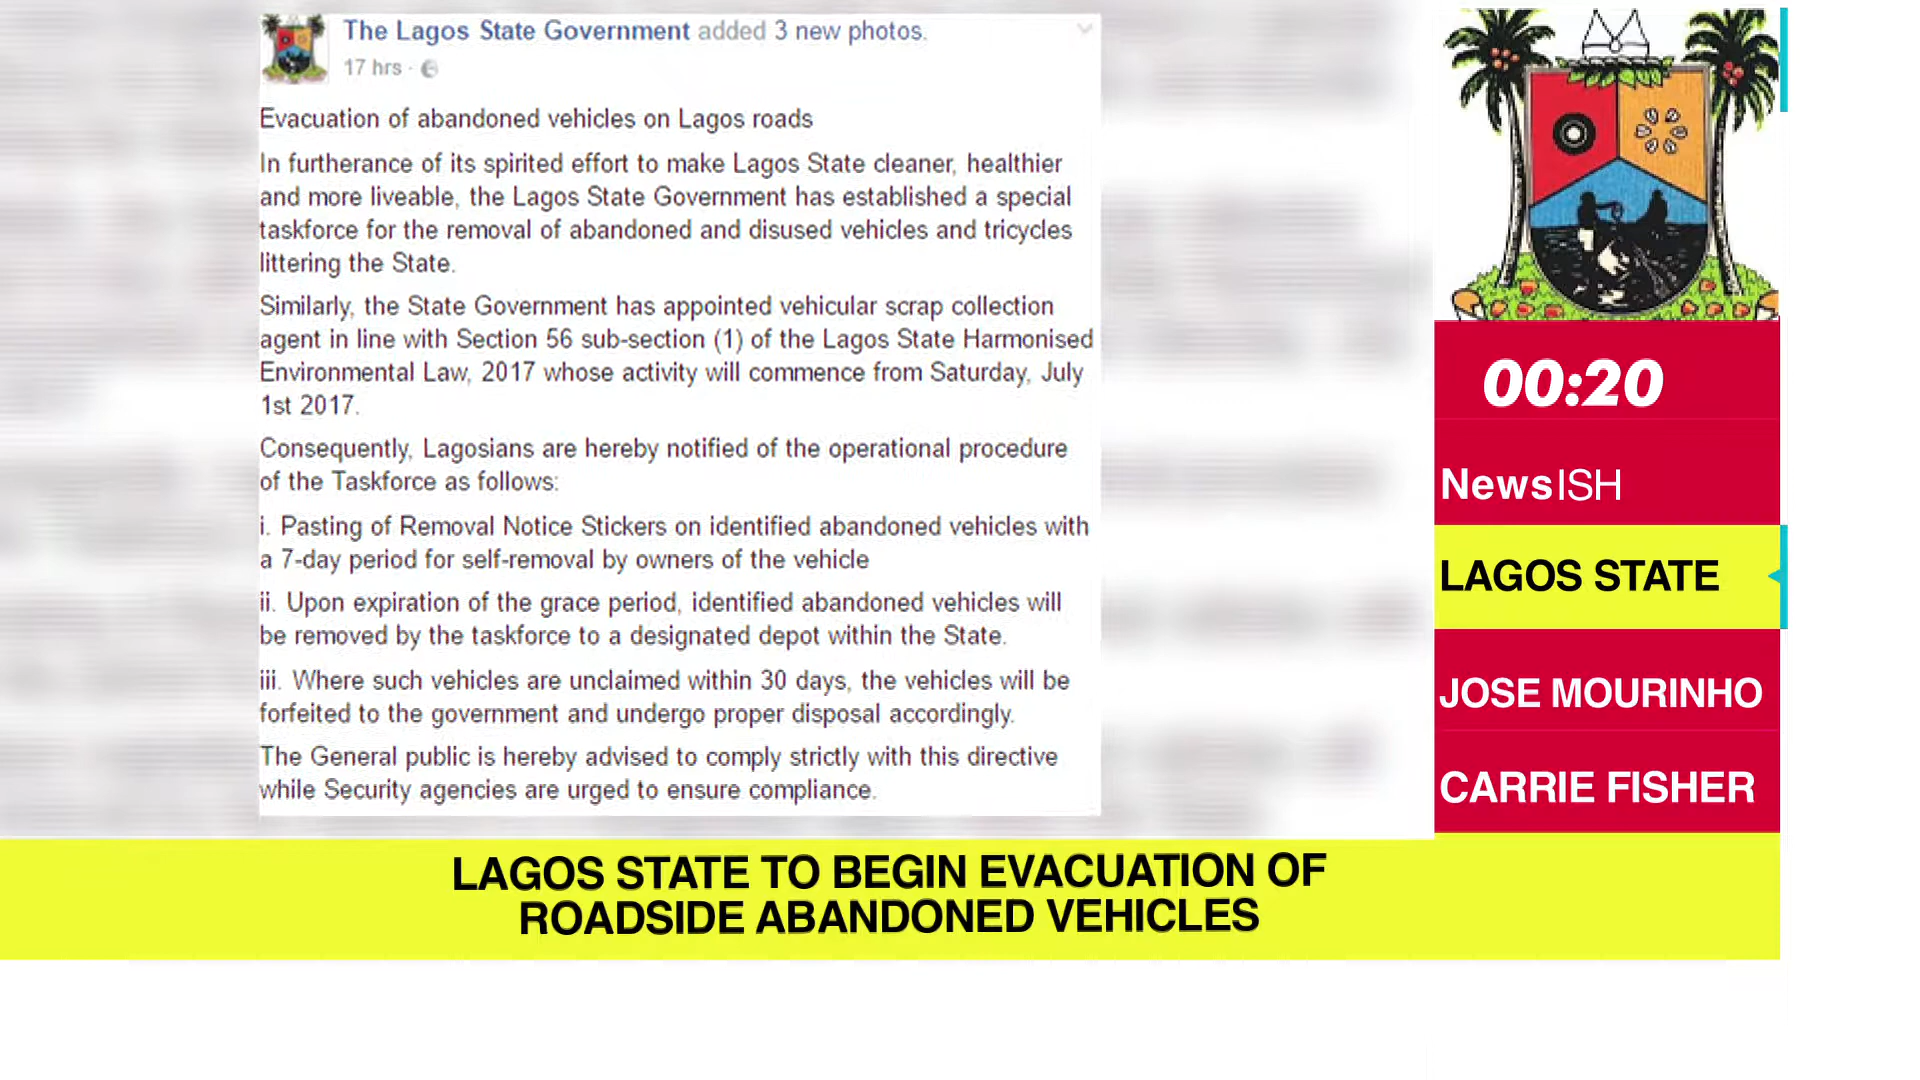 The Lagos State Government added 3 new photos.
17 hrs ·
Evacuation of abandoned vehicles on Lagos roads
In furtherance of its spirited effort to make Lagos State cleaner, healthier
and more liveable, the Lagos State Government has established a special
taskforce for the removal of abandoned and disused vehicles and tricycles
littering the State.
Similarly, the State Government has appointed vehicular scrap collection
agent in line with Section 56 sub-section (1) of the Lagos State Harmonised
Environmental Law, 2017 whose activity will commence from Saturday, July
1st 2017.
Consequently, Lagosians are hereby notified of the operational procedure
of the Taskforce as follows:
i. Pasting of Removal Notice Stickers on identified abandoned vehicles with
a 7-day period for self-removal by owners of the vehicle
ii. Upon expiration of the grace period, identified abandoned vehicles will
be removed by the taskforce to a designated depot within the State.
iii. Where such vehicles are unclaimed within 30 days, the vehicles will be
forfeited to the government and undergo proper disposal accordingly.
The General public is hereby advised to comply strictly with this directive
while Security agencies are urged to ensure compliance.
00:20
NewsISH
LAGOS STATE
JOSE MOURINHO
CARRIE FISHER
LAGOS STATE TO BEGIN EVACUATION OF
ROADSIDE ABANDONED VEHICLES